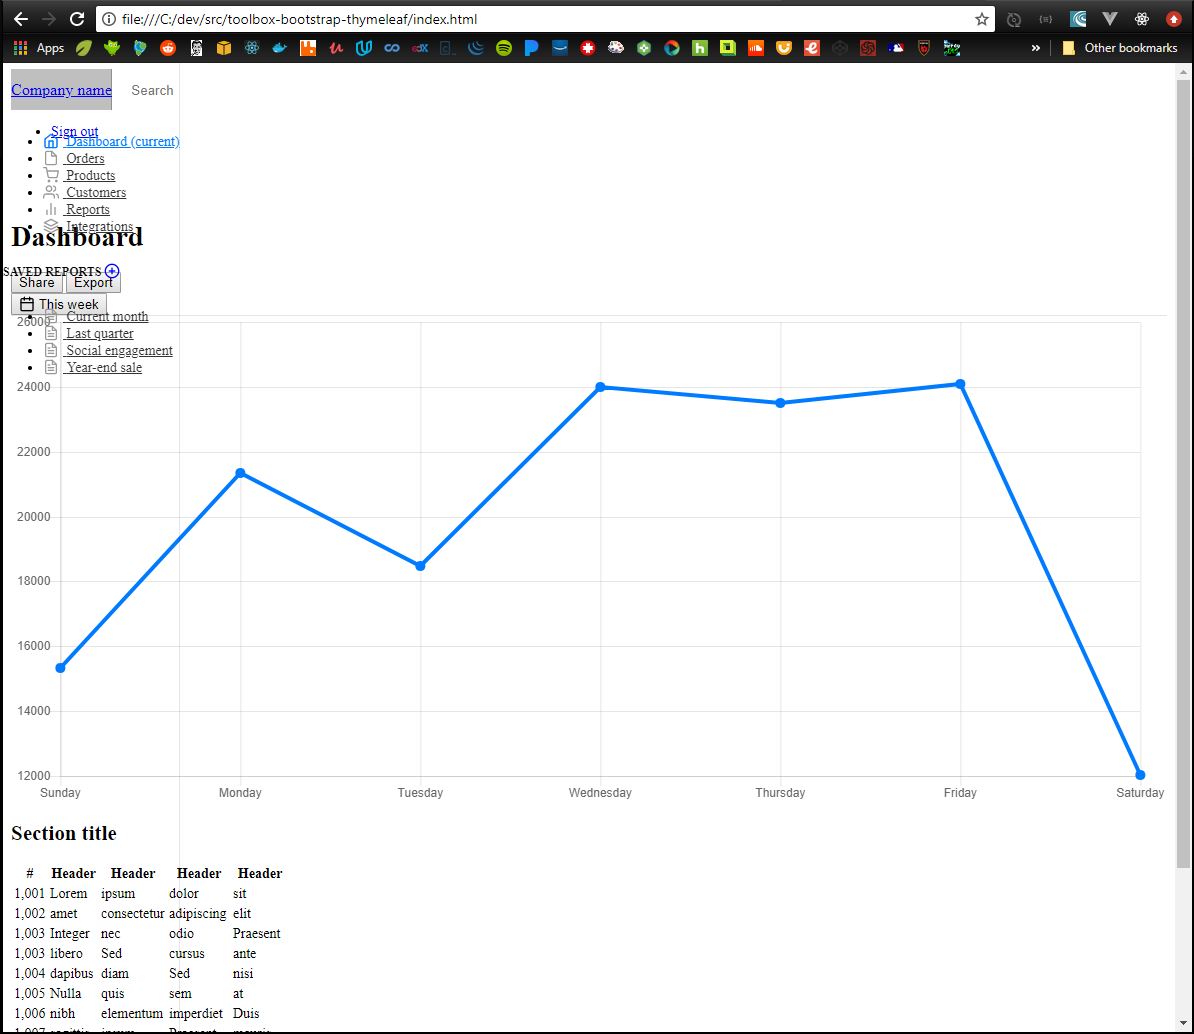 file:///C:/dev/src/toolbox-bootstrap-thymeleaf/index.html
Apps
Other bookmarks
Company name Search
Sign out
Dashboard (current)
Orders
Products
Customers
Reports
Integrations
Dashboard
SAVED REPORTS
Share Export
This week
Current month
Last quarter
Social engagement
Year-end sale
26000
24000
22000
20000
18000
16000
14000
12000
Sunday Monday Tuesday Wednesday Thursday Friday Saturday
Section title
# Header Header Header Header
1,001 Lorem ipsum dolor sit
1,002 amet consectetur adipiscing elit
1,003 Integer nec odio Praesent
1,003 libero Sed cursus ante
1,004 dapibus diam Sed nisi
1,005 Nulla quis sem at
1,006 nibh elementum imperdiet Duis